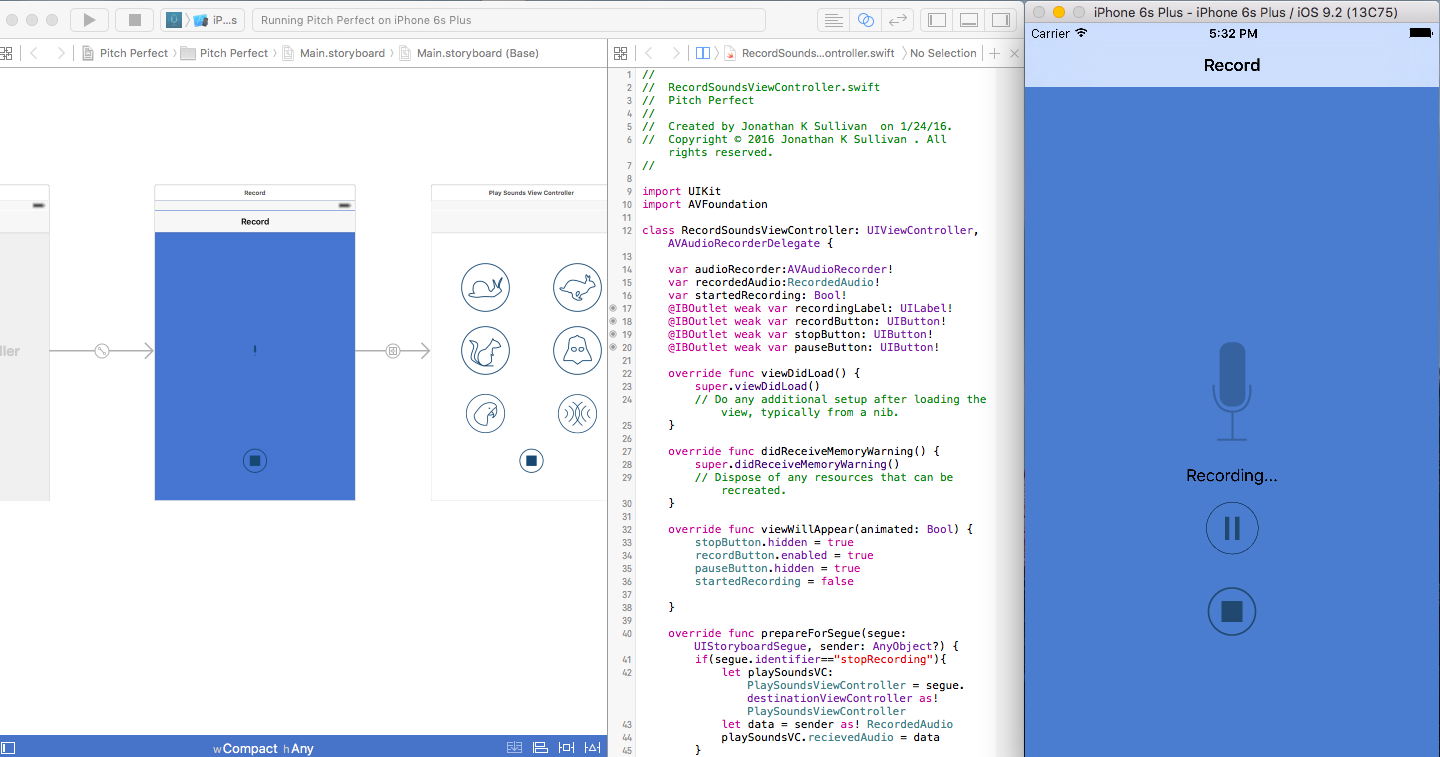 iP...s
Running Pitch Perfect on iPhone 6s Plus
Pitch Perfect
Pitch Perfect
Main.storyboard
Main.storyboard (Base)
ller
Record
Record
Play Sounds View Controller
wCompact hAny
RecordSounds...ontroller.swift
No Selection
1 //
2 //  RecordSoundsViewController.swift
3 //  Pitch Perfect
4 //
5 //  Created by Jonathan K Sullivan  on 1/24/16.
6 //  Copyright © 2016 Jonathan K Sullivan . All
rights reserved.
7 //
8
9 import UIKit
10 import AVFoundation
11
12 class RecordSoundsViewController: UIViewController,
AVAudioRecorderDelegate {
13
14     var audioRecorder:AVAudioRecorder!
15     var recordedAudio:RecordedAudio!
16     var startedRecording: Bool!
17     @IBOutlet weak var recordingLabel: UILabel!
18     @IBOutlet weak var recordButton: UIButton!
19     @IBOutlet weak var stopButton: UIButton!
20     @IBOutlet weak var pauseButton: UIButton!
21
22     override func viewDidLoad() {
23         super.viewDidLoad()
24         // Do any additional setup after loading the
view, typically from a nib.
25     }
26
27     override func didReceiveMemoryWarning() {
28         super.didReceiveMemoryWarning()
29         // Dispose of any resources that can be
recreated.
30     }
31
32     override func viewWillAppear(animated: Bool) {
33         stopButton.hidden = true
34         recordButton.enabled = true
35         pauseButton.hidden = true
36         startedRecording = false
37
38     }
39
40     override func prepareForSegue(segue:
UIStoryboardSegue, sender: AnyObject?) {
41         if(segue.identifier=="stopRecording"){
42             let playSoundsVC:
PlaySoundsViewController = segue.
destinationViewController as!
PlaySoundsViewController
43             let data = sender as! RecordedAudio
44             playSoundsVC.recievedAudio = data
45         }
iPhone 6s Plus - iPhone 6s Plus / iOS 9.2 (13C75)
Carrier
5:32 PM
Record
Recording...